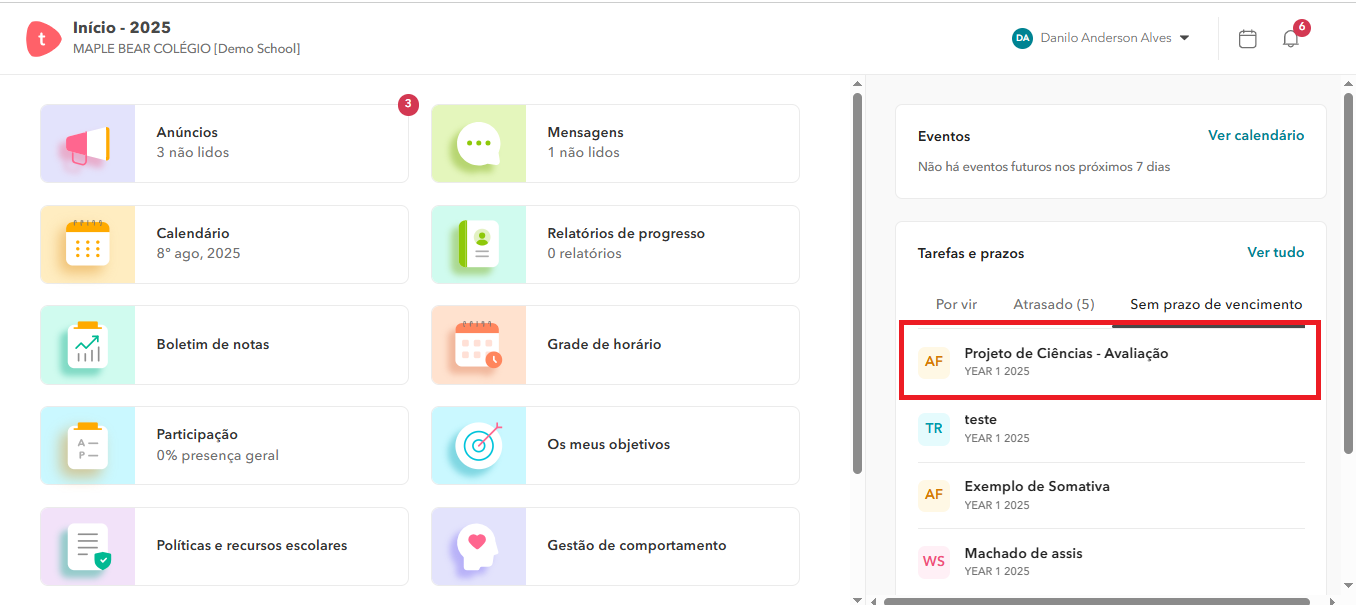 t
Início - 2025
MAPLE BEAR COLÉGIO [Demo School]
DA
Danilo Anderson Alves
6
3
Anúncios
3 não lidos
Mensagens
1 não lidos
Calendário
8º ago, 2025
Relatórios de progresso
0 relatórios
Boletim de notas
Grade de horário
A
P
Participação
0% presença geral
Os meus objetivos
Políticas e recursos escolares
Gestão de comportamento
Eventos
Ver calendário
Não há eventos futuros nos próximos 7 dias
Tarefas e prazos
Ver tudo
Por vir
Atrasado (5)
Sem prazo de vencimento
AF
Projeto de Ciências - Avaliação
YEAR 1 2025
TR
teste
YEAR 1 2025
AF
Exemplo de Somativa
YEAR 1 2025
WS
Machado de assis
YEAR 1 2025